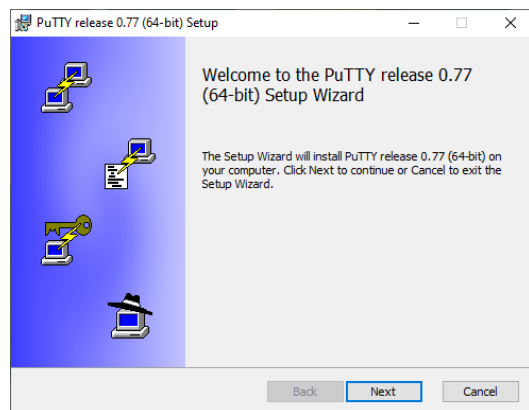 PuTTY release 0.77 (64-bit) Setup
Welcome to the PuTTY release 0.77
(64-bit) Setup Wizard
The Setup Wizard will install PuTTY release 0.77 (64-bit) on
your computer. Click Next to continue or Cancel to exit the
Setup Wizard.
Back Next Cancel